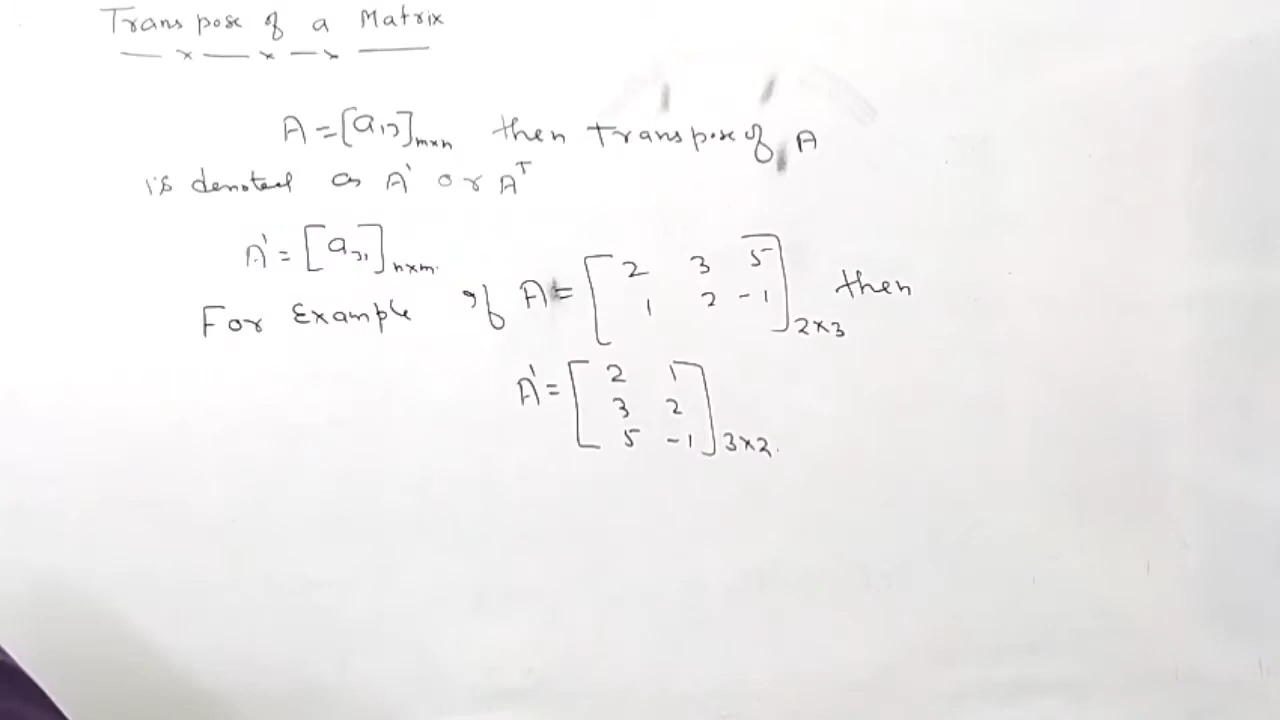 Transpose of a Matrix
A = [aij]m×n then transpose of A
is denoted as A' or A^T
A' = [aji]n×m.
For Example if A = [2 3 5
1 2 -1]2×3 then
A' = [2 1
3 2
5 -1]3×2.